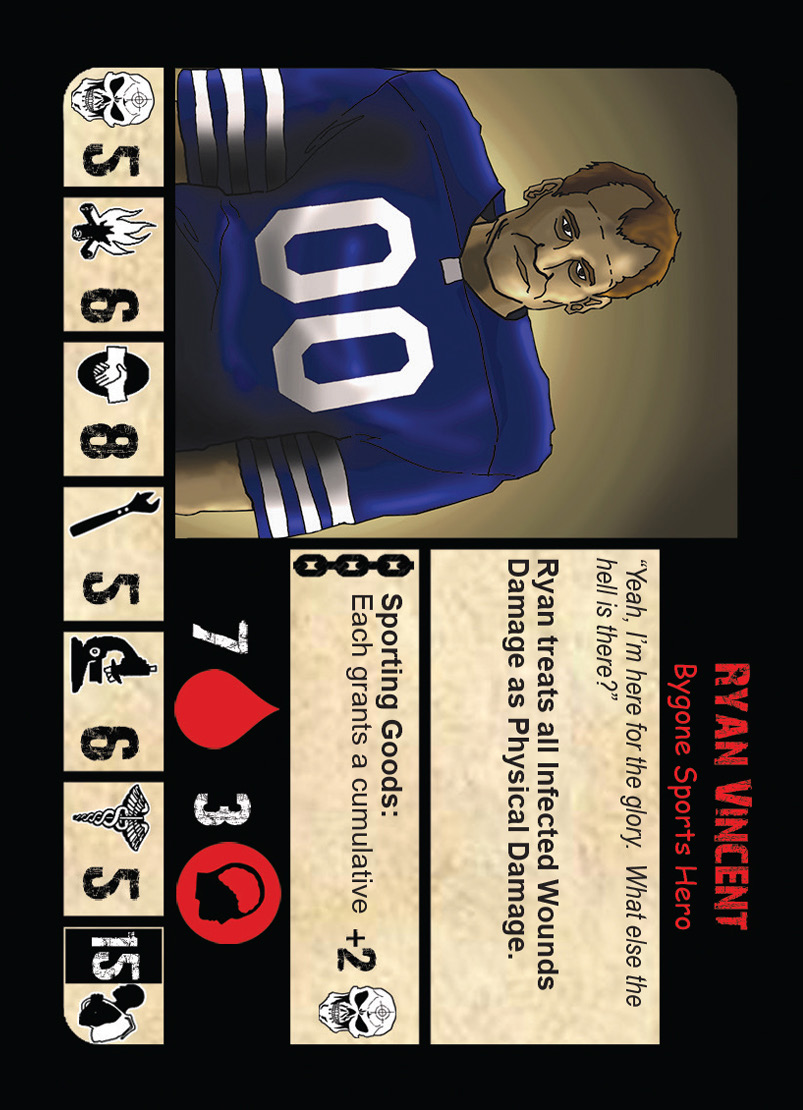 RYAN VINCENT
Bygone Sports Hero
"Yeah, I'm here for the glory. What else the
hell is there?"
Ryan treats all Infected Wounds
Damage as Physical Damage.
Sporting Goods:
Each grants a cumulative +2
7 3
00
5 6 8 5 6 5 15